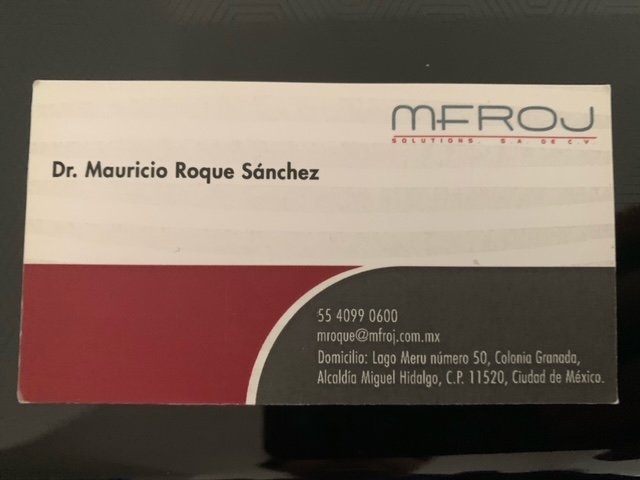 MFROJ
SOLUTIONS, S.A. DE C.V
Dr. Mauricio Roque Sánchez
55 4099 0600
mroque@mfroj.com.mx
Domicilio: Lago Meru número 50, Colonia Granada,
Alcaldía Miguel Hidalgo, C.P. 11520, Ciudad de México.